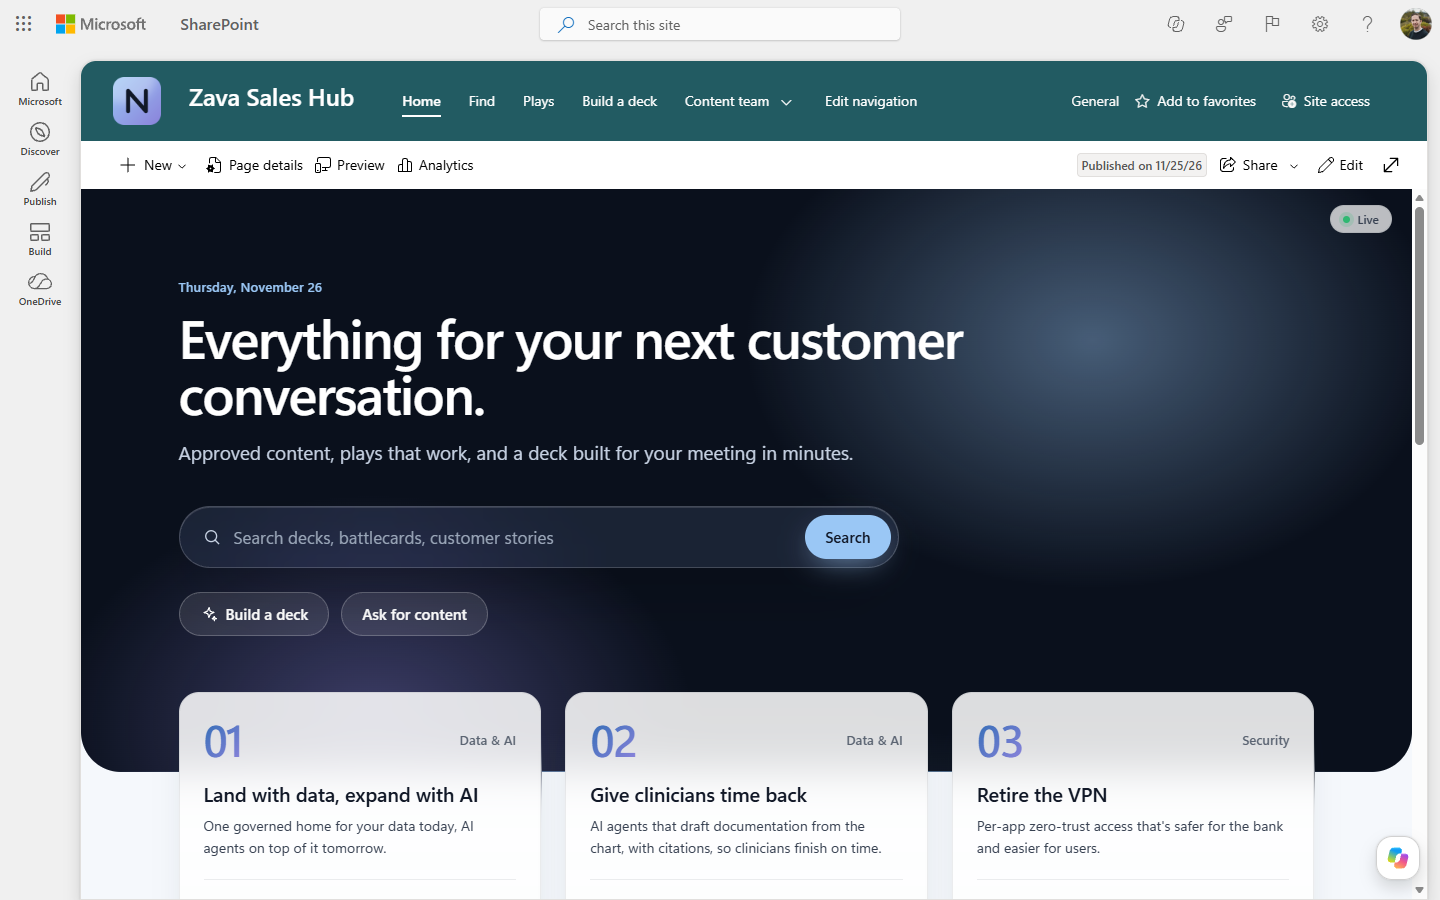 Microsoft
SharePoint
Search this site
Microsoft
Discover
Publish
Build
OneDrive
N
Zava Sales Hub
Home
Find
Plays
Build a deck
Content team
Edit navigation
General
Add to favorites
Site access
New
Page details
Preview
Analytics
Published on 11/25/26
Share
Edit
Live
Thursday, November 26
Everything for your next customer
conversation.
Approved content, plays that work, and a deck built for your meeting in minutes.
Search decks, battlecards, customer stories
Search
Build a deck
Ask for content
01
Data & AI
Land with data, expand with AI
One governed home for your data today, AI
agents on top of it tomorrow.
02
Data & AI
Give clinicians time back
AI agents that draft documentation from the
chart, with citations, so clinicians finish on time.
03
Security
Retire the VPN
Per-app zero-trust access that's safer for the bank
and easier for users.